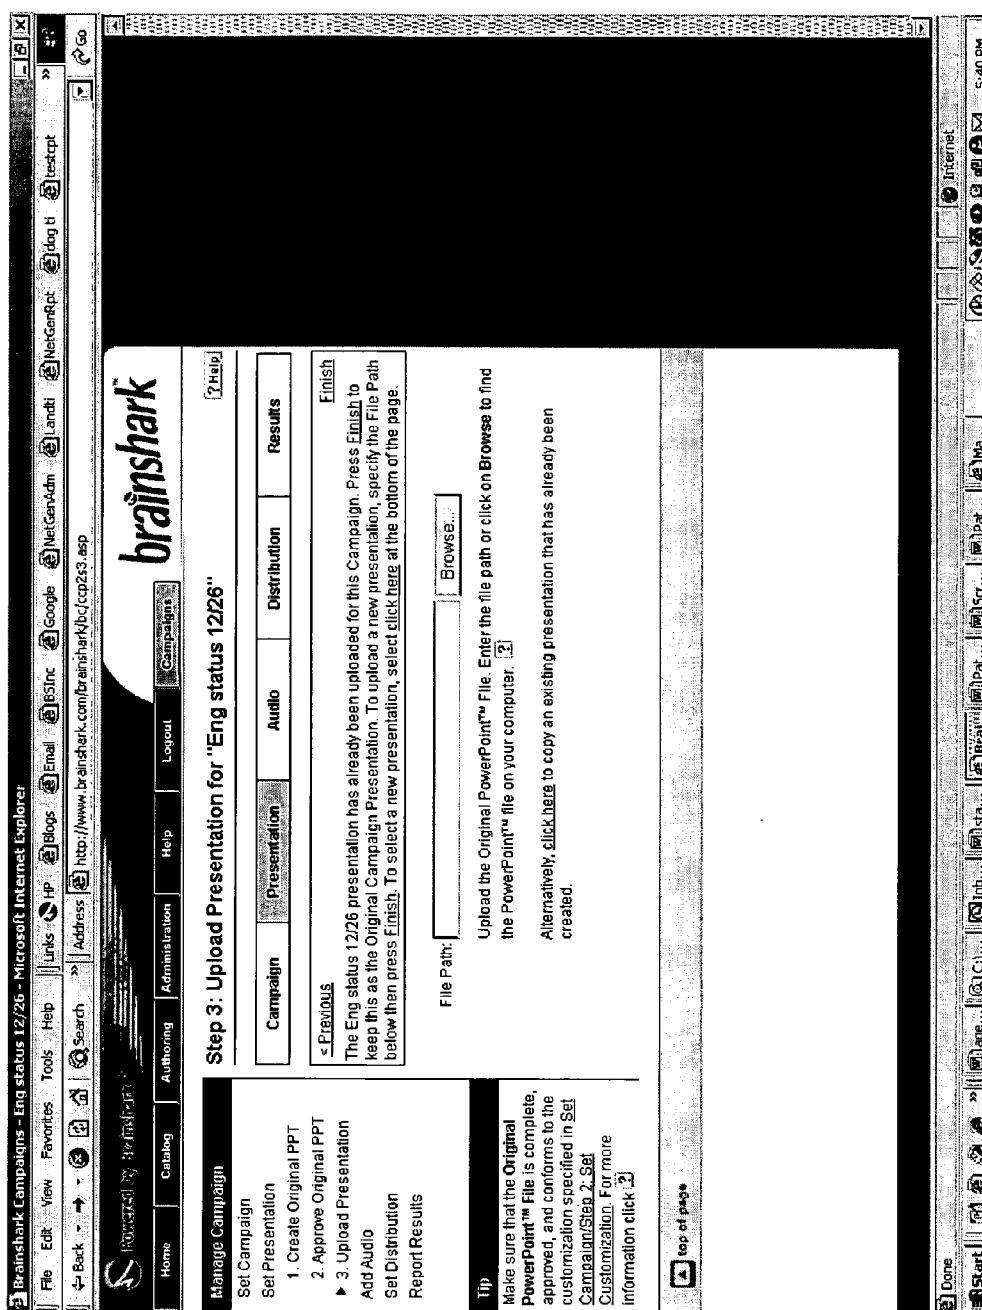 Brainshark Campaigns - Eng status 12/26 - Microsoft Internet Explorer
File Edit View Favorites Tools Help Links HP Blogs Email BSInc Google NetGenAdm Landti NetGenRpt dog ti testcpt
Back Search Address http://www.brainshark.com/brainshark/bc/ccp2s3.asp Go
Powered by Brainshark
brainshark™
Home Catalog Authoring Administration Help Logout Campaigns
Manage Campaign
Set Campaign
Set Presentation
1. Create Original PPT
2. Approve Original PPT
3. Upload Presentation
Add Audio
Set Distribution
Report Results
Tip
Make sure that the Original
PowerPoint™ File is complete,
approved, and conforms to the
customization specified in Set
Campaign/Step 2: Set
Customization. For more
information click ?
Step 3: Upload Presentation for "Eng status 12/26"
? Help
Campaign Presentation Audio Distribution Results
< Previous Finish
The Eng status 12/26 presentation has already been uploaded for this Campaign. Press Finish to
keep this as the Original Campaign Presentation. To upload a new presentation, specify the File Path
below then press Finish. To select a new presentation, select click here at the bottom of the page.
File Path: Browse...
Upload the Original PowerPoint™ File. Enter the file path or click on Browse to find
the PowerPoint™ file on your computer. ?
Alternatively, click here to copy an existing presentation that has already been
created.
top of page
Done Internet
Start 5:40 PM